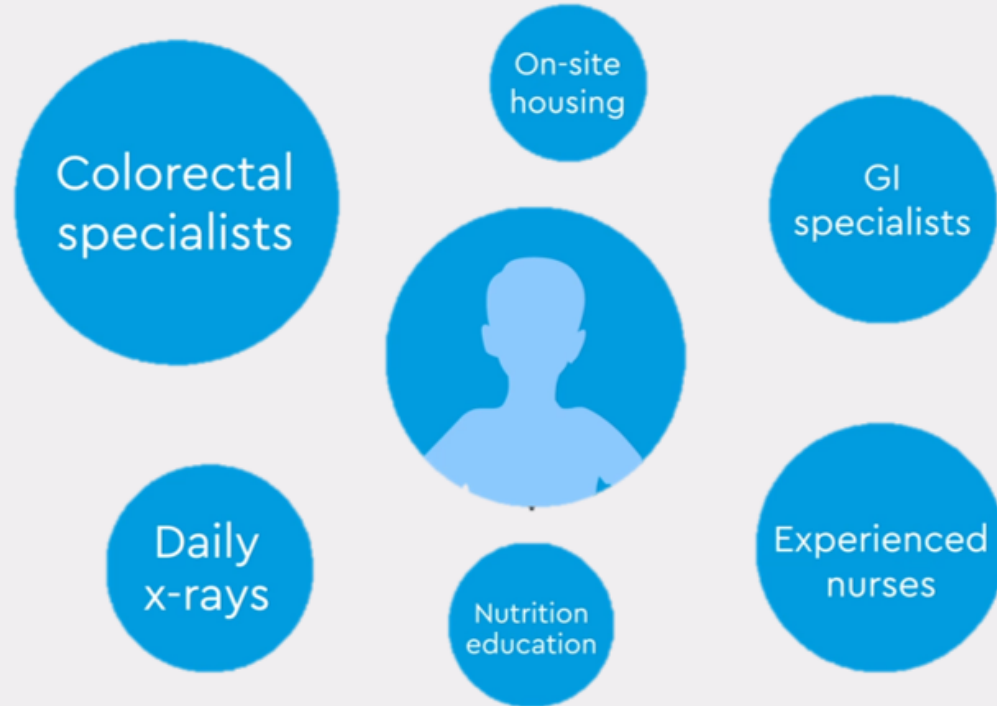 On-site
housing
Colorectal
specialists
GI
specialists
Daily
x-rays
Experienced
nurses
Nutrition
education